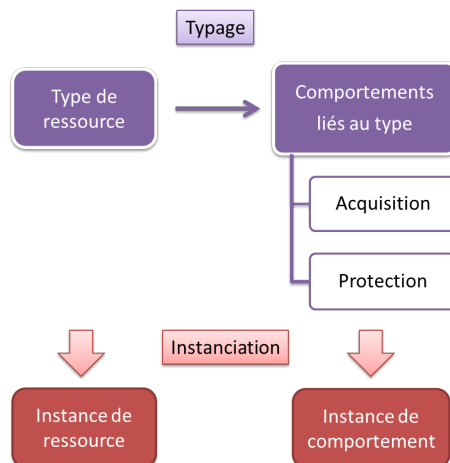 Typage
Type de
ressource
Comportements
liés au type
Acquisition
Protection
Instanciation
Instance de
ressource
Instance de
comportement